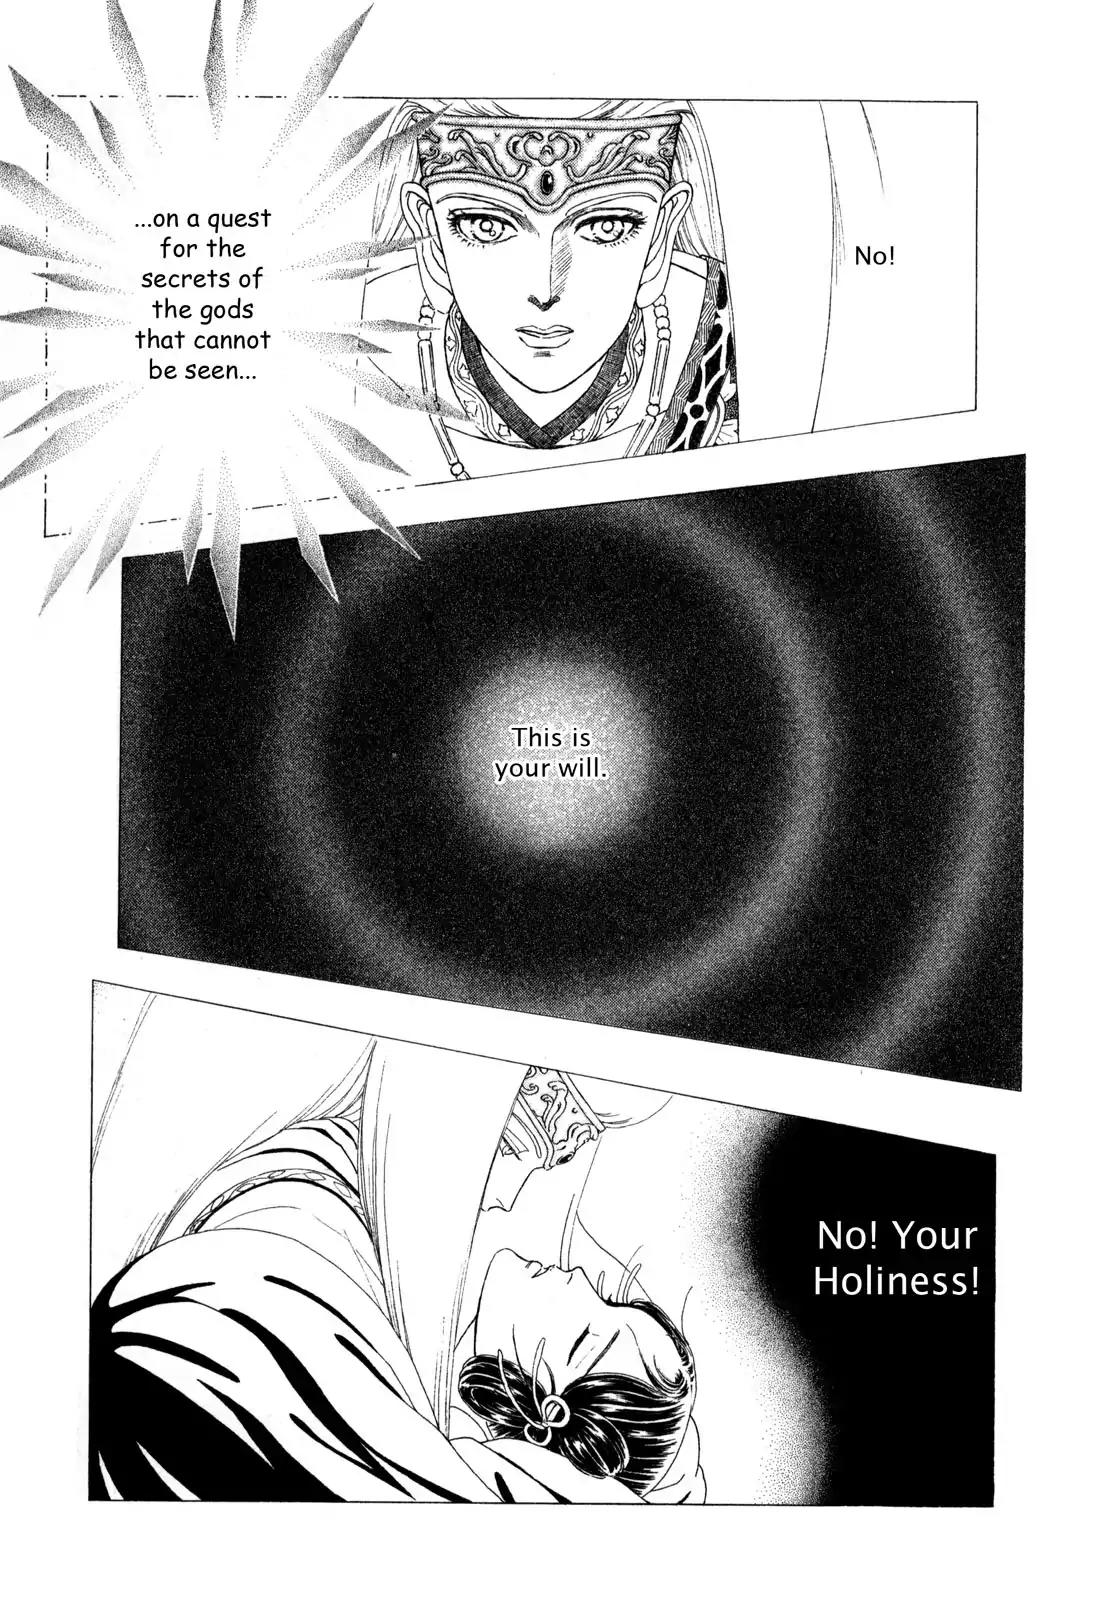 ...on a quest
for the
secrets of
the gods
that cannot
be seen...
No!
This is
your will.
No! Your
Holiness!